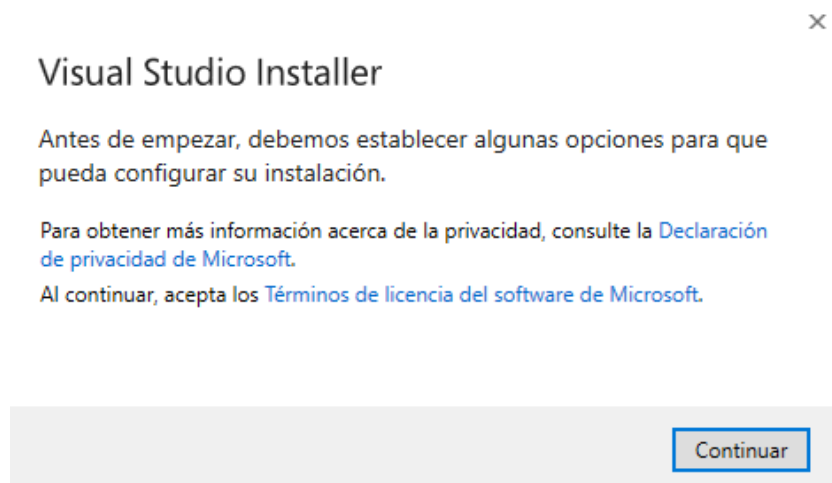 Visual Studio Installer
Antes de empezar, debemos establecer algunas opciones para que
pueda configurar su instalación.
Para obtener más información acerca de la privacidad, consulte la Declaración
de privacidad de Microsoft.
Al continuar, acepta los Términos de licencia del software de Microsoft.
Continuar